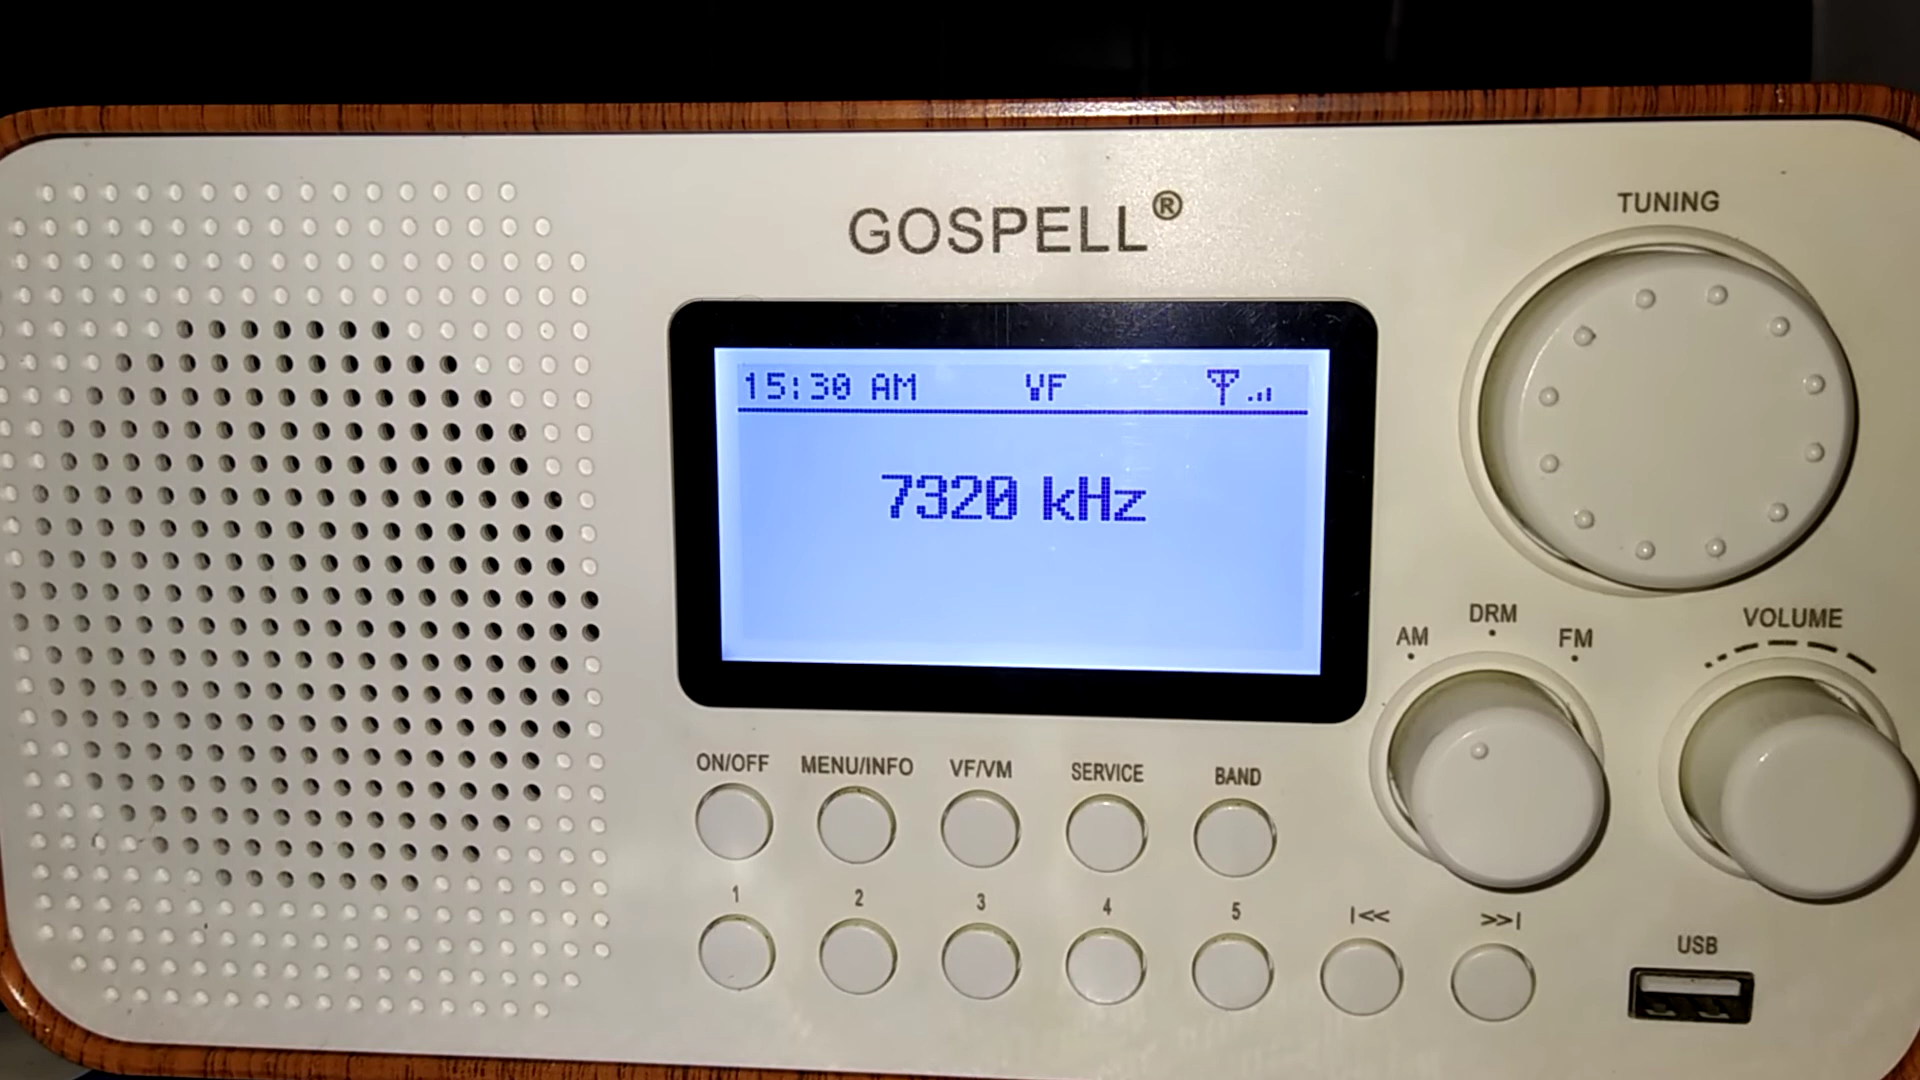 GOSPELL®
TUNING
15:30 AM VF
7320 kHz
AM DRM FM
VOLUME
ON/OFF MENU/INFO VF/VM SERVICE BAND
1 2 3 4 5 |<< >>|
USB